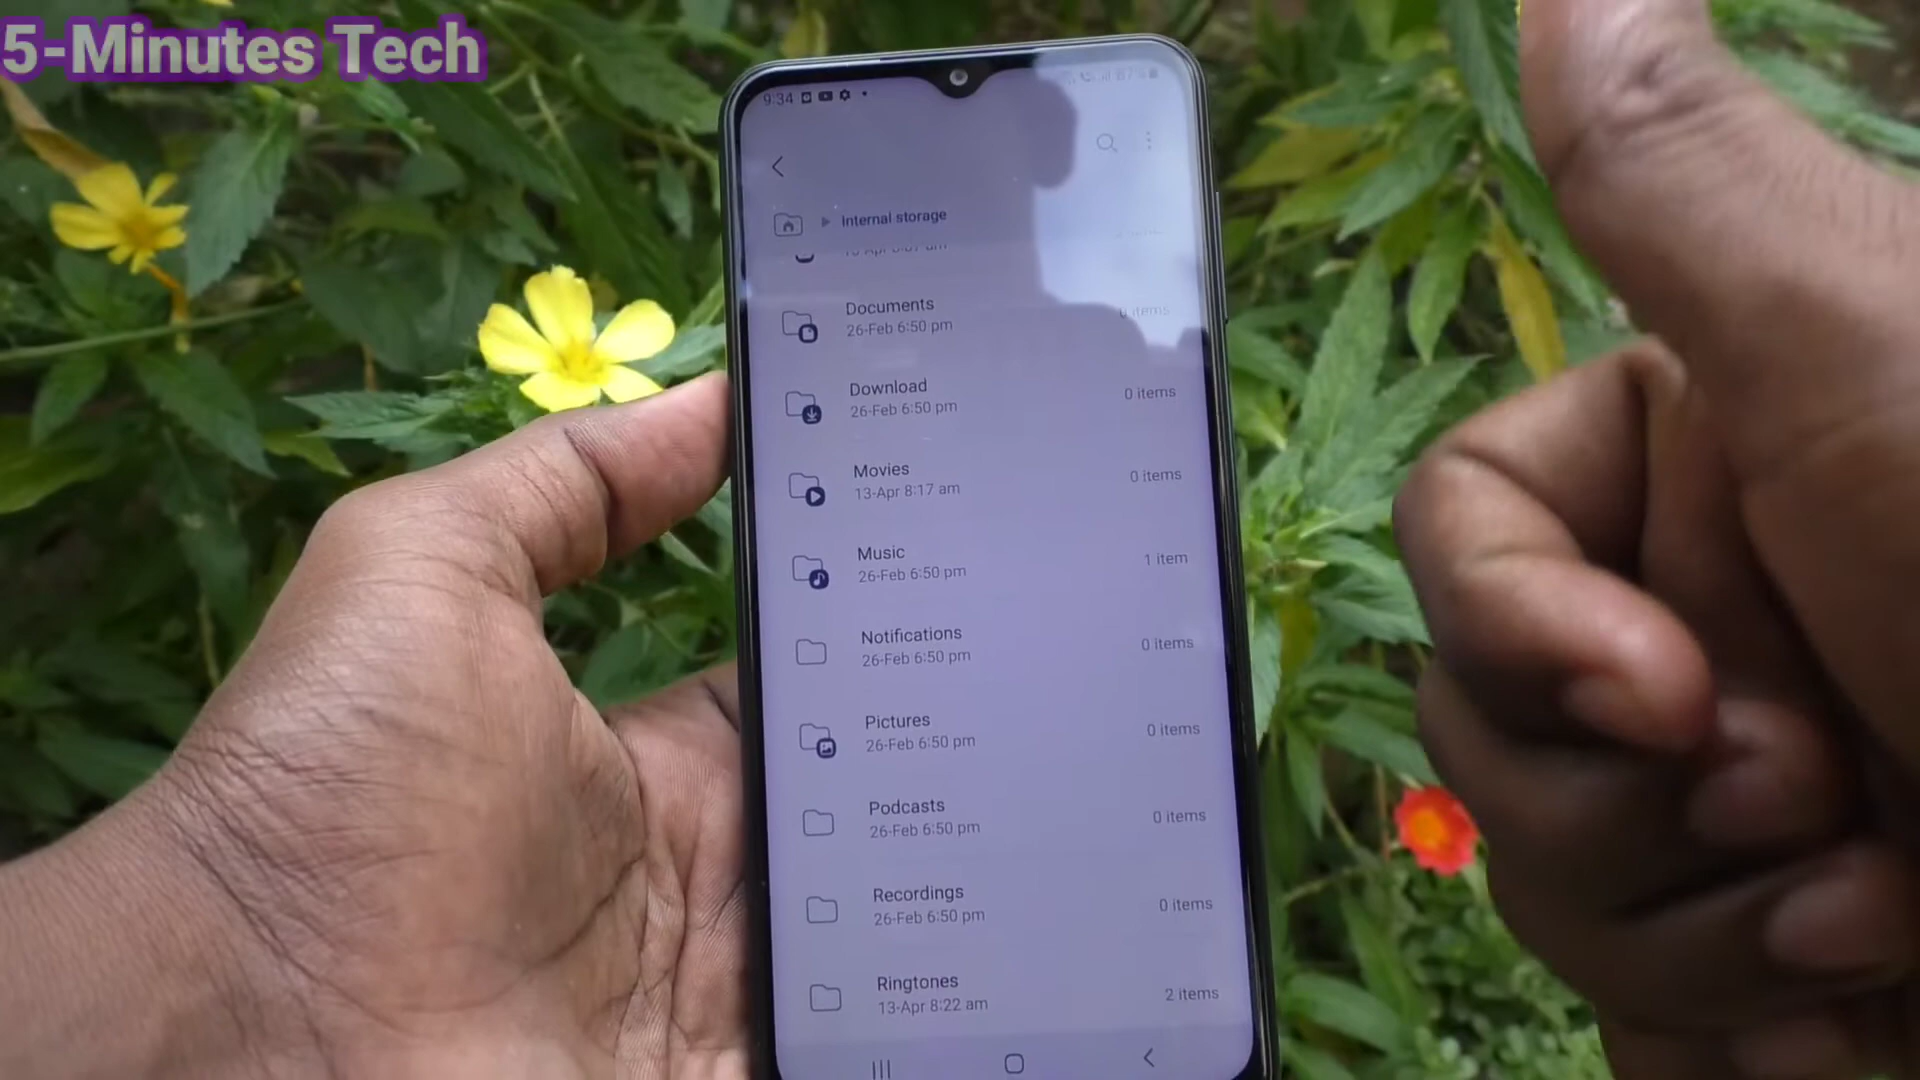 5-Minutes Tech
9:34
Internal storage
Documents
26-Feb 6:50 pm
0 items
Download
26-Feb 6:50 pm
0 items
Movies
13-Apr 8:17 am
0 items
Music
26-Feb 6:50 pm
1 item
Notifications
26-Feb 6:50 pm
0 items
Pictures
26-Feb 6:50 pm
0 items
Podcasts
26-Feb 6:50 pm
0 items
Recordings
26-Feb 6:50 pm
0 items
Ringtones
13-Apr 8:22 am
2 items